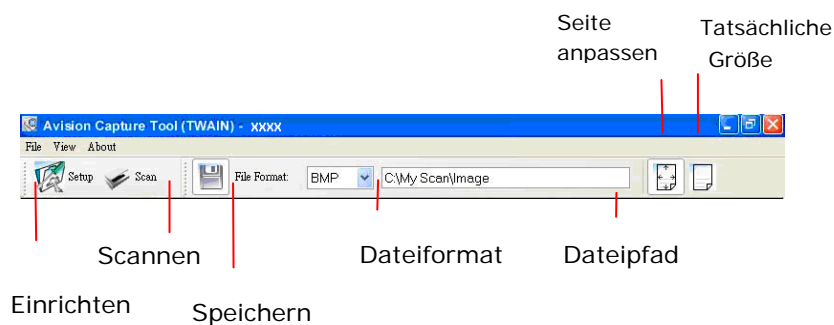 Seite
anpassen
Tatsächliche
Größe
Avision Capture Tool (TWAIN) - xxxx
File View About
Setup Scan File Format: BMP C:\My Scan\Image
Scannen Dateiformat Dateipfad
Einrichten Speichern